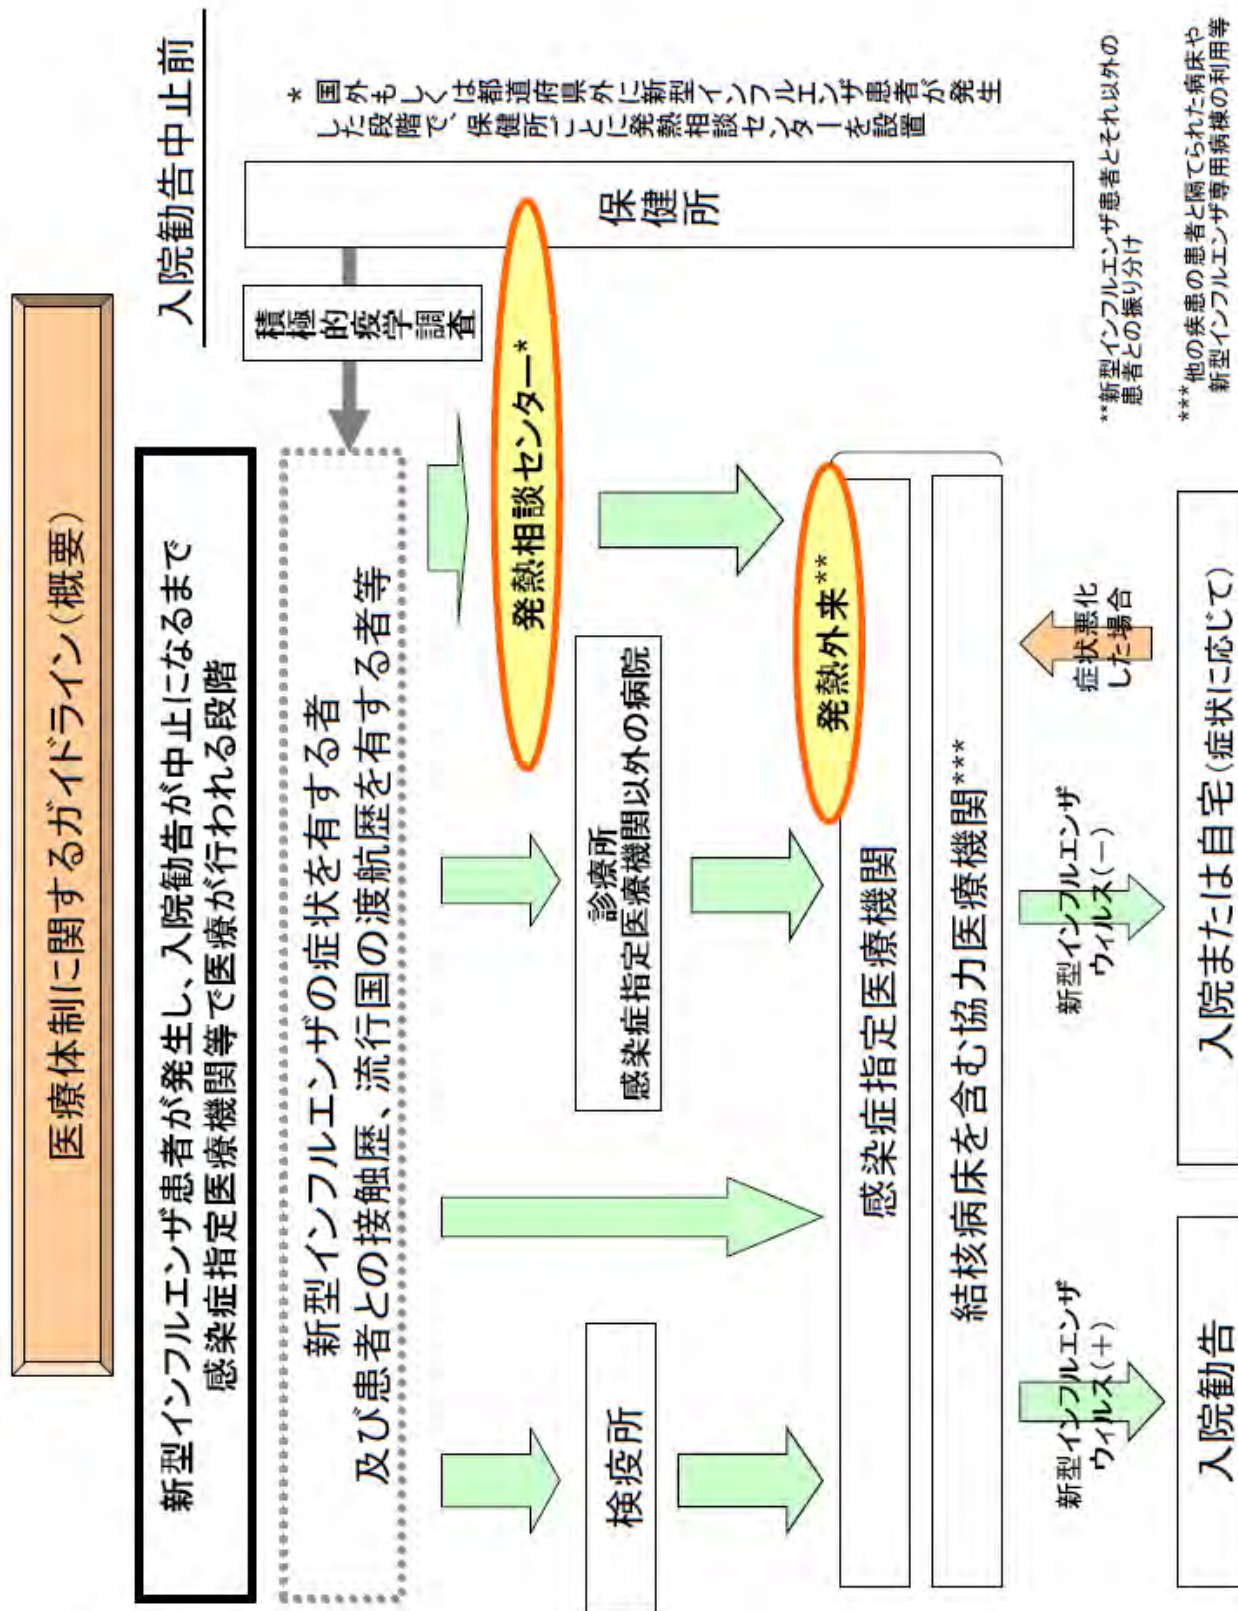 医療体制に関するガイドライン(概要)
入院勧告中止前
新型インフルエンザ患者が発生し、入院勧告が中止になるまで
感染症指定医療機関等で医療が行われる段階
新型インフルエンザの症状を有する者
及び患者との接触歴、流行国の渡航歴を有する者等
積極的疫学調査
* 国外もしくは都道府県外に新型インフルエンザ患者が発生
した段階で、保健所ごとに発熱相談センターを設置
保健所
発熱相談センター*
検疫所
診療所
感染症指定医療機関以外の病院
発熱外来**
感染症指定医療機関
結核病床を含む協力医療機関***
新型インフルエンザ
ウィルス(+)
新型インフルエンザ
ウィルス(-)
症状悪化
した場合
**新型インフルエンザ患者とそれ以外の
患者との振り分け
入院勧告
入院または自宅(症状に応じて)
***他の疾患の患者と隔てられた病床や
新型インフルエンザ専用病棟の利用等